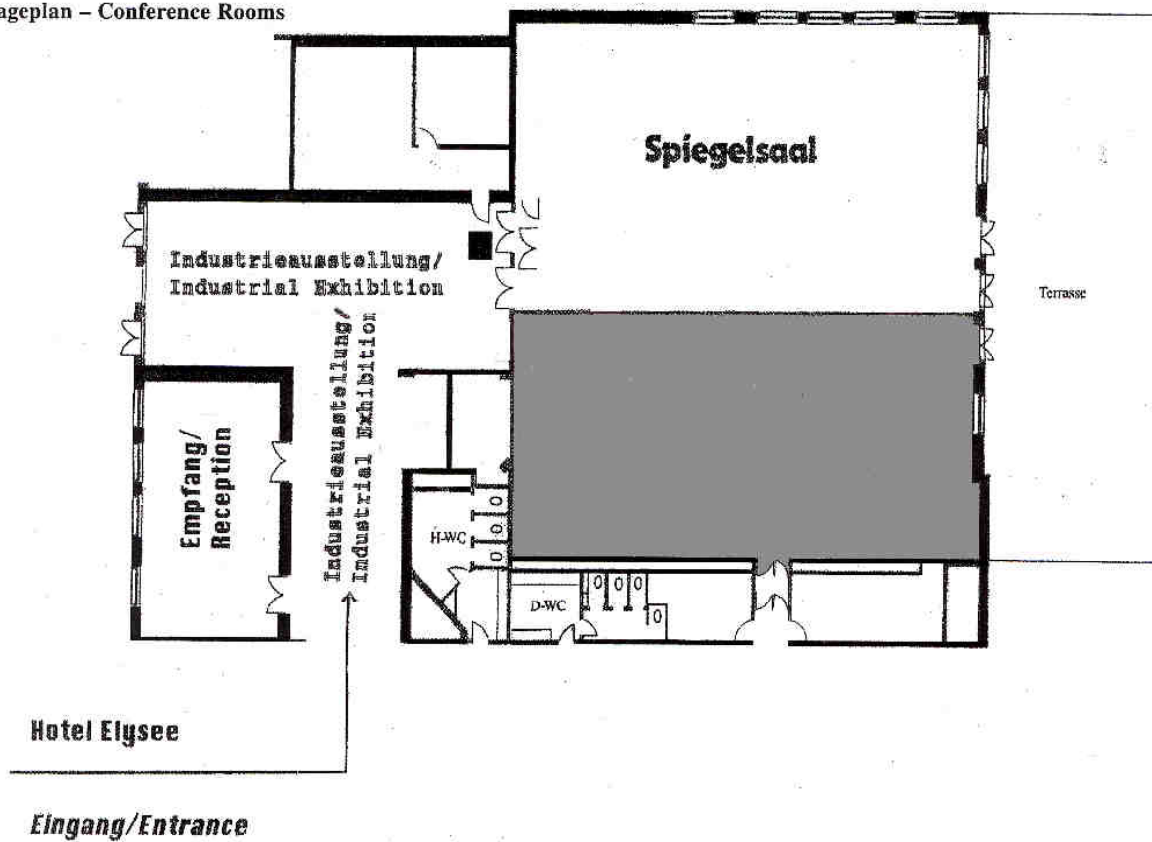 ageplan – Conference Rooms
Spiegelsaal
Industrieausstellung/
Industrial Exhibition
Terrasse
Industrieausstellung/
Industrial Exhibition
Empfang/
Reception
H-WC
D-WC
Hotel Elysee
Eingang/Entrance